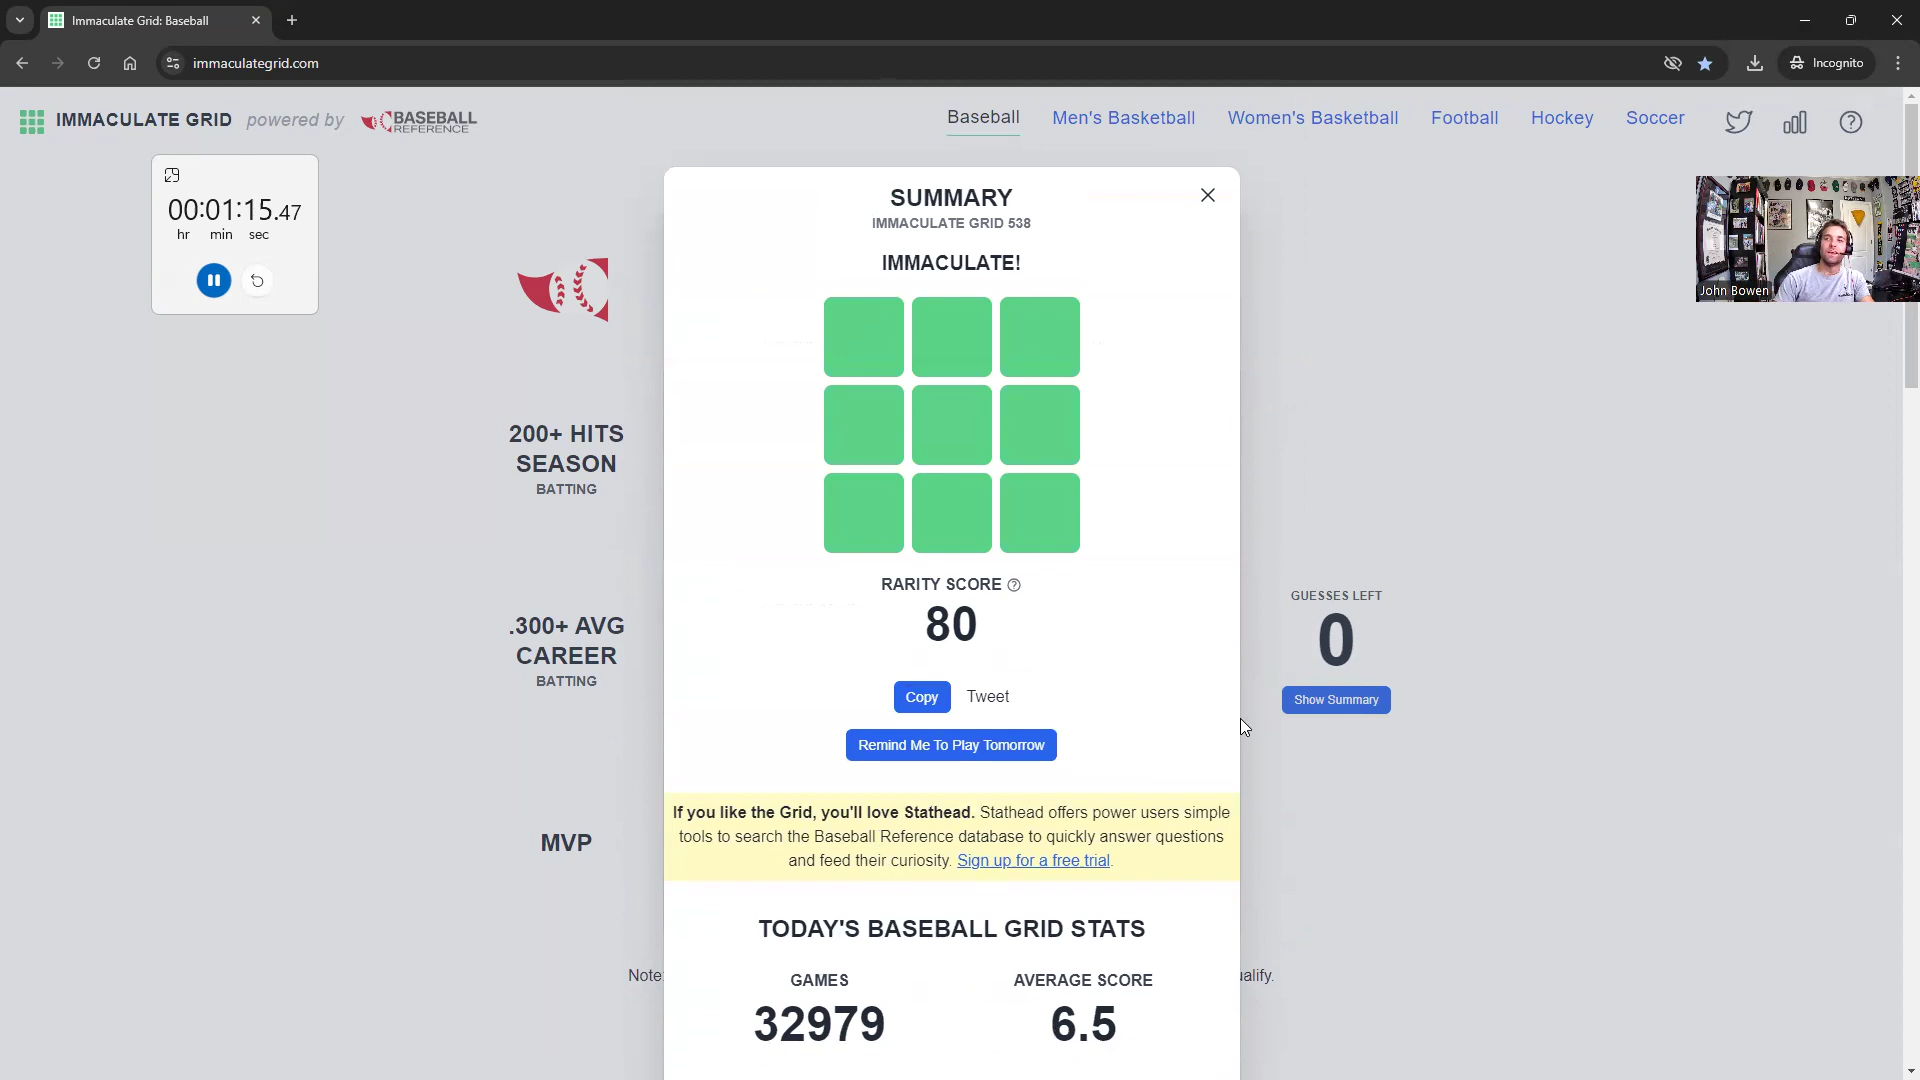 Immaculate Grid: Baseball
immaculategrid.com
Incognito
IMMACULATE GRID powered by BASEBALL REFERENCE
Baseball Men's Basketball Women's Basketball Football Hockey Soccer
00:01:15.47
hr min sec
John Bowen
SUMMARY
IMMACULATE GRID 538
IMMACULATE!
200+ HITS
SEASON
BATTING
.300+ AVG
CAREER
BATTING
MVP
RARITY SCORE
80
Copy Tweet
Remind Me To Play Tomorrow
GUESSES LEFT
0
Show Summary
If you like the Grid, you'll love Stathead. Stathead offers power users simple
tools to search the Baseball Reference database to quickly answer questions
and feed their curiosity. Sign up for a free trial.
TODAY'S BASEBALL GRID STATS
Note:
GAMES AVERAGE SCORE
32979 6.5